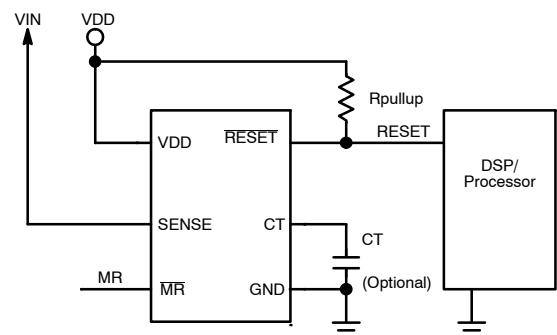 VIN
VDD
Rpullup
VDD
RESET
RESET
DSP/
Processor
SENSE
CT
CT
MR
MR
GND
(Optional)